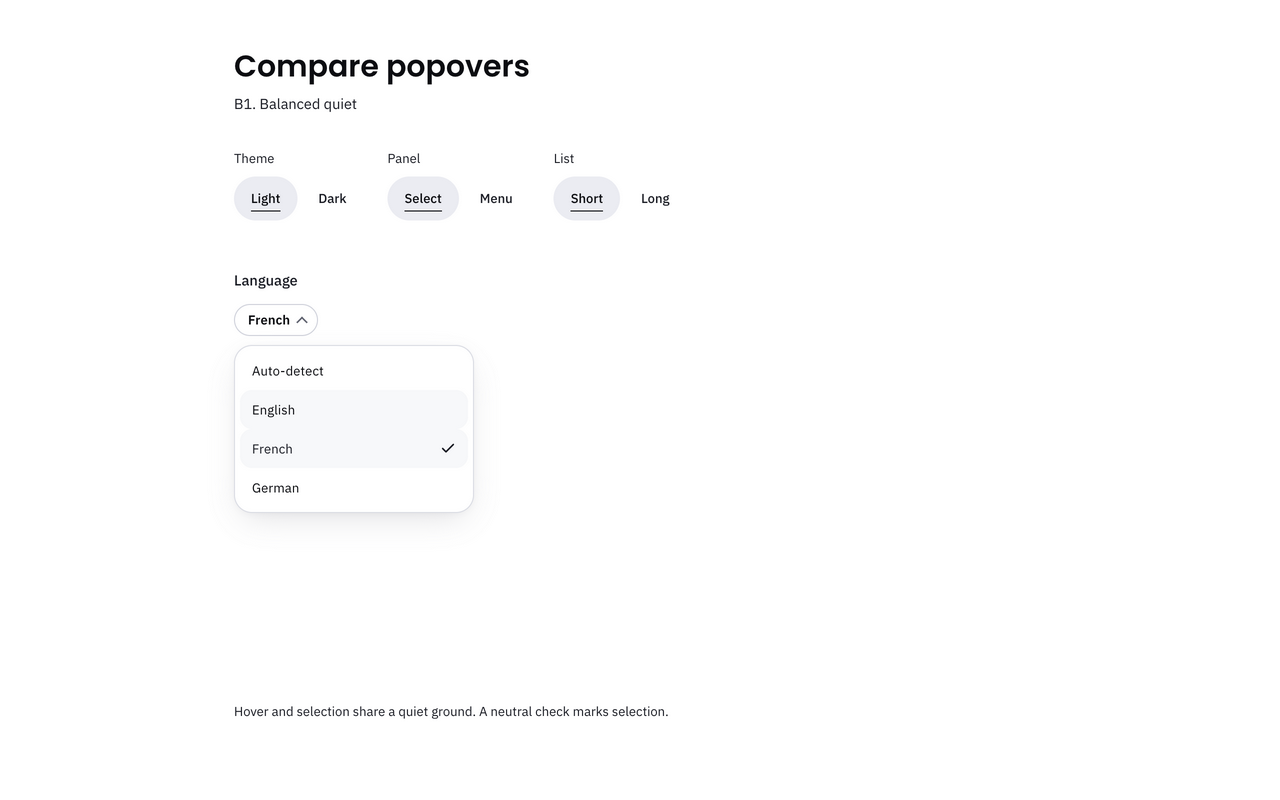 Compare popovers
B1. Balanced quiet
Theme
Panel
List
Light
Dark
Select
Menu
Short
Long
Language
French
Auto-detect
English
French
German
Hover and selection share a quiet ground. A neutral check marks selection.